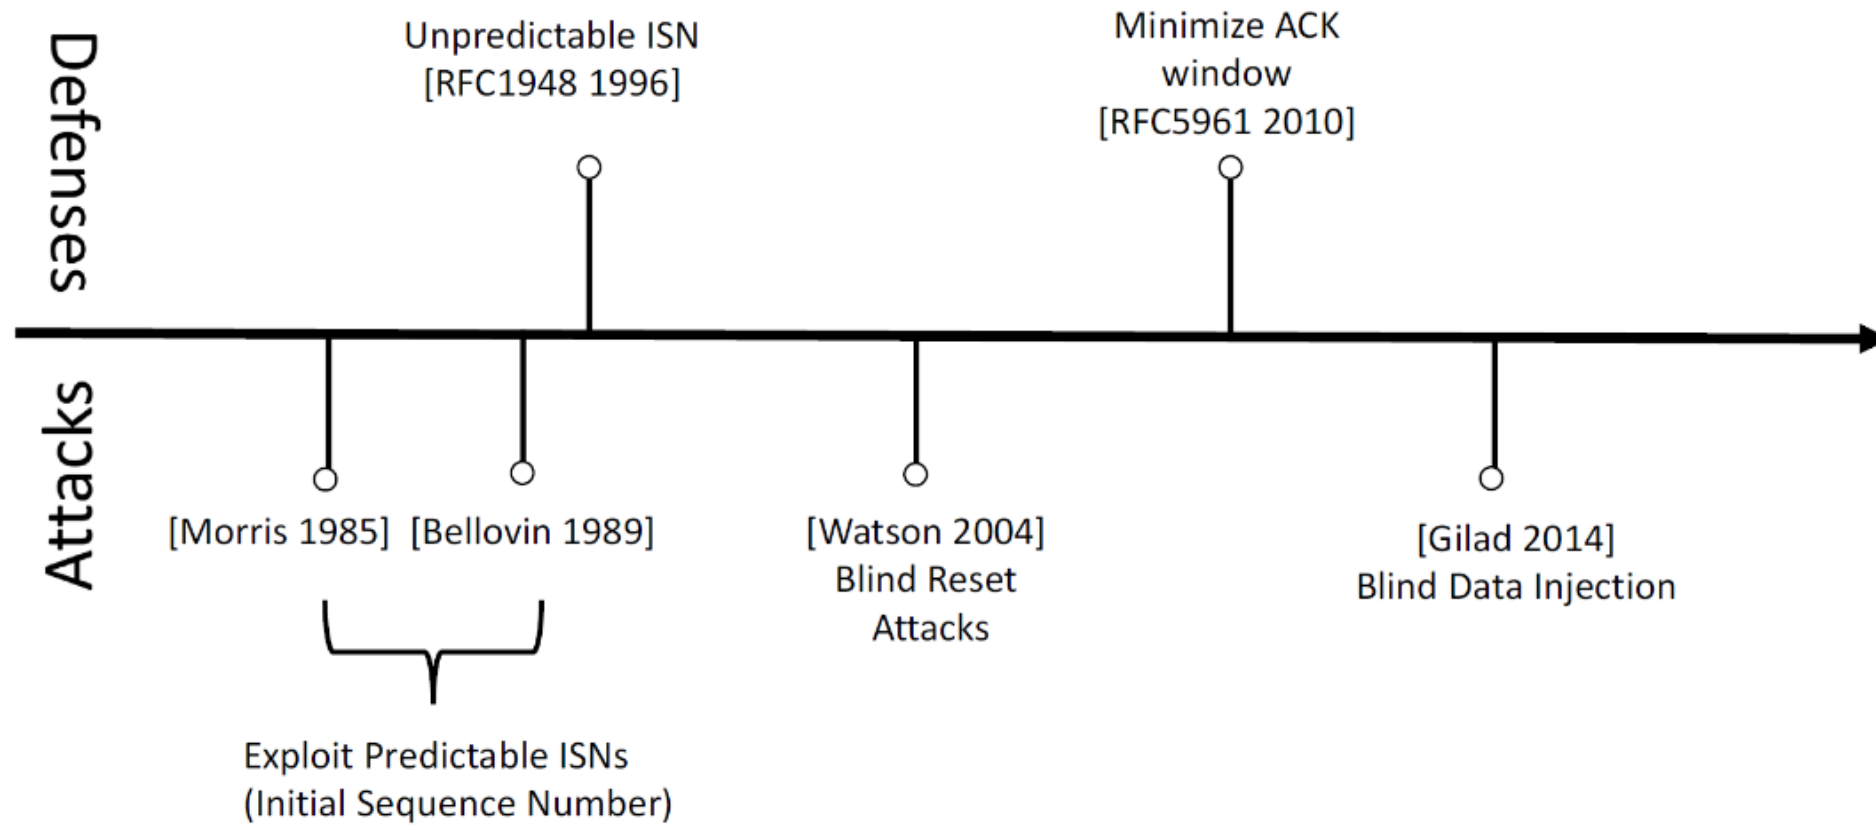 Defenses
Unpredictable ISN
[RFC1948 1996]
Minimize ACK
window
[RFC5961 2010]
Attacks
[Morris 1985]
[Bellovin 1989]
[Watson 2004]
Blind Reset
Attacks
[Gilad 2014]
Blind Data Injection
Exploit Predictable ISNs
(Initial Sequence Number)